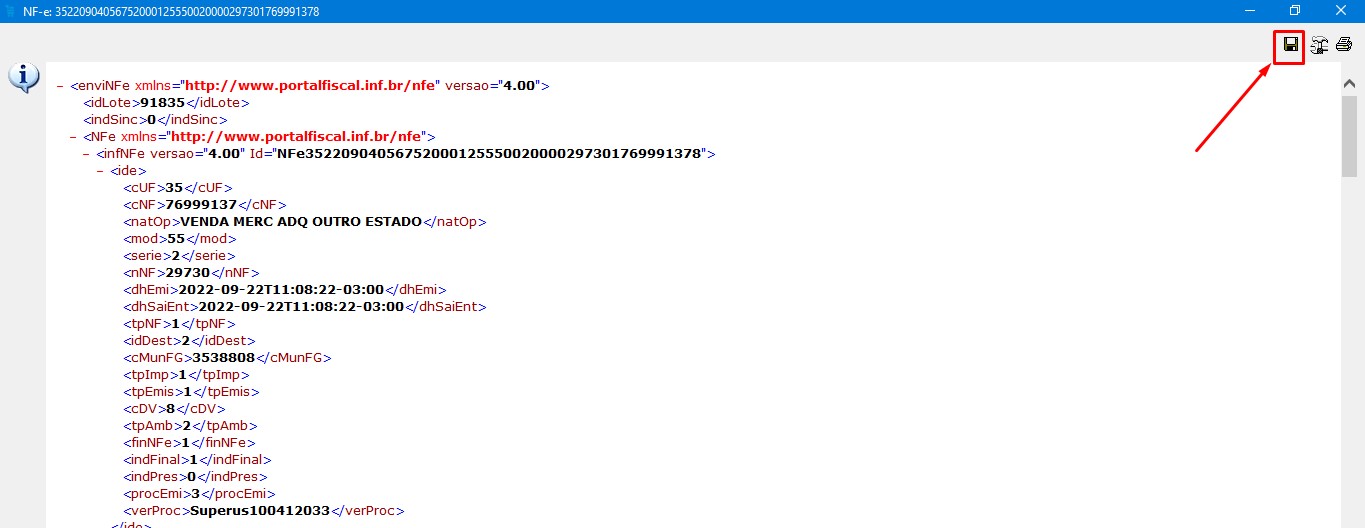 NF-e: 35220904056752000125550020000297301769991378
- <enviNFe xmlns="http://www.portalfiscal.inf.br/nfe" versao="4.00">
<idLote>91835</idLote>
<indSinc>0</indSinc>
- <NFe xmlns="http://www.portalfiscal.inf.br/nfe">
- <infNFe versao="4.00" Id="NFe35220904056752000125550020000297301769991378">
- <ide>
<cUF>35</cUF>
<cNF>76999137</cNF>
<natOp>VENDA MERC ADQ OUTRO ESTADO</natOp>
<mod>55</mod>
<serie>2</serie>
<nNF>29730</nNF>
<dhEmi>2022-09-22T11:08:22-03:00</dhEmi>
<dhSaiEnt>2022-09-22T11:08:22-03:00</dhSaiEnt>
<tpNF>1</tpNF>
<idDest>2</idDest>
<cMunFG>3538808</cMunFG>
<tpImp>1</tpImp>
<tpEmis>1</tpEmis>
<cDV>8</cDV>
<tpAmb>2</tpAmb>
<finNFe>1</finNFe>
<indFinal>1</indFinal>
<indPres>0</indPres>
<procEmi>3</procEmi>
<verProc>Superus100412033</verProc>
</ide>